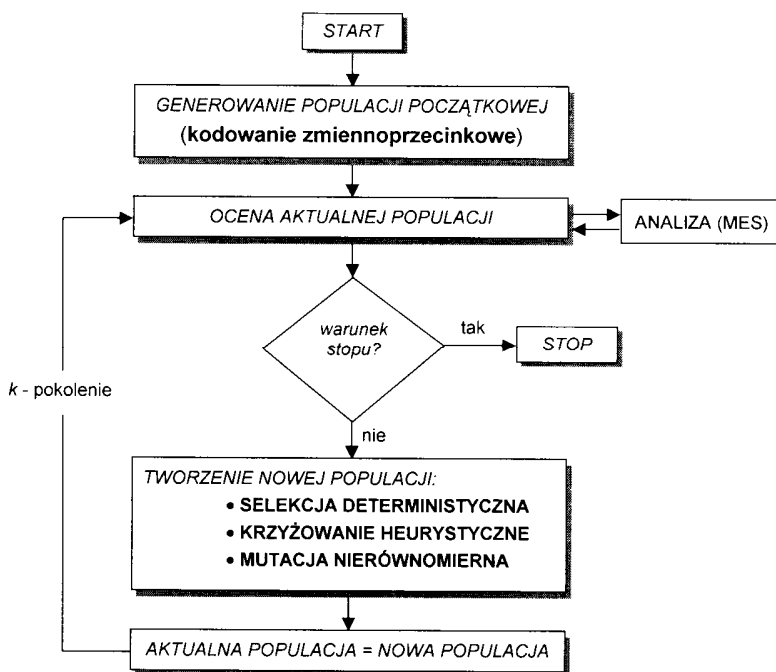 START
GENEROWANIE POPULACJI POCZĄTKOWEJ
(kodowanie zmiennoprzecinkowe)
OCENA AKTUALNEJ POPULACJI
ANALIZA (MES)
warunek
stopu?
tak
STOP
k - pokolenie
nie
TWORZENIE NOWEJ POPULACJI:
• SELEKCJA DETERMINISTYCZNA
• KRZYŻOWANIE HEURYSTYCZNE
• MUTACJA NIERÓWNOMIERNA
AKTUALNA POPULACJA = NOWA POPULACJA